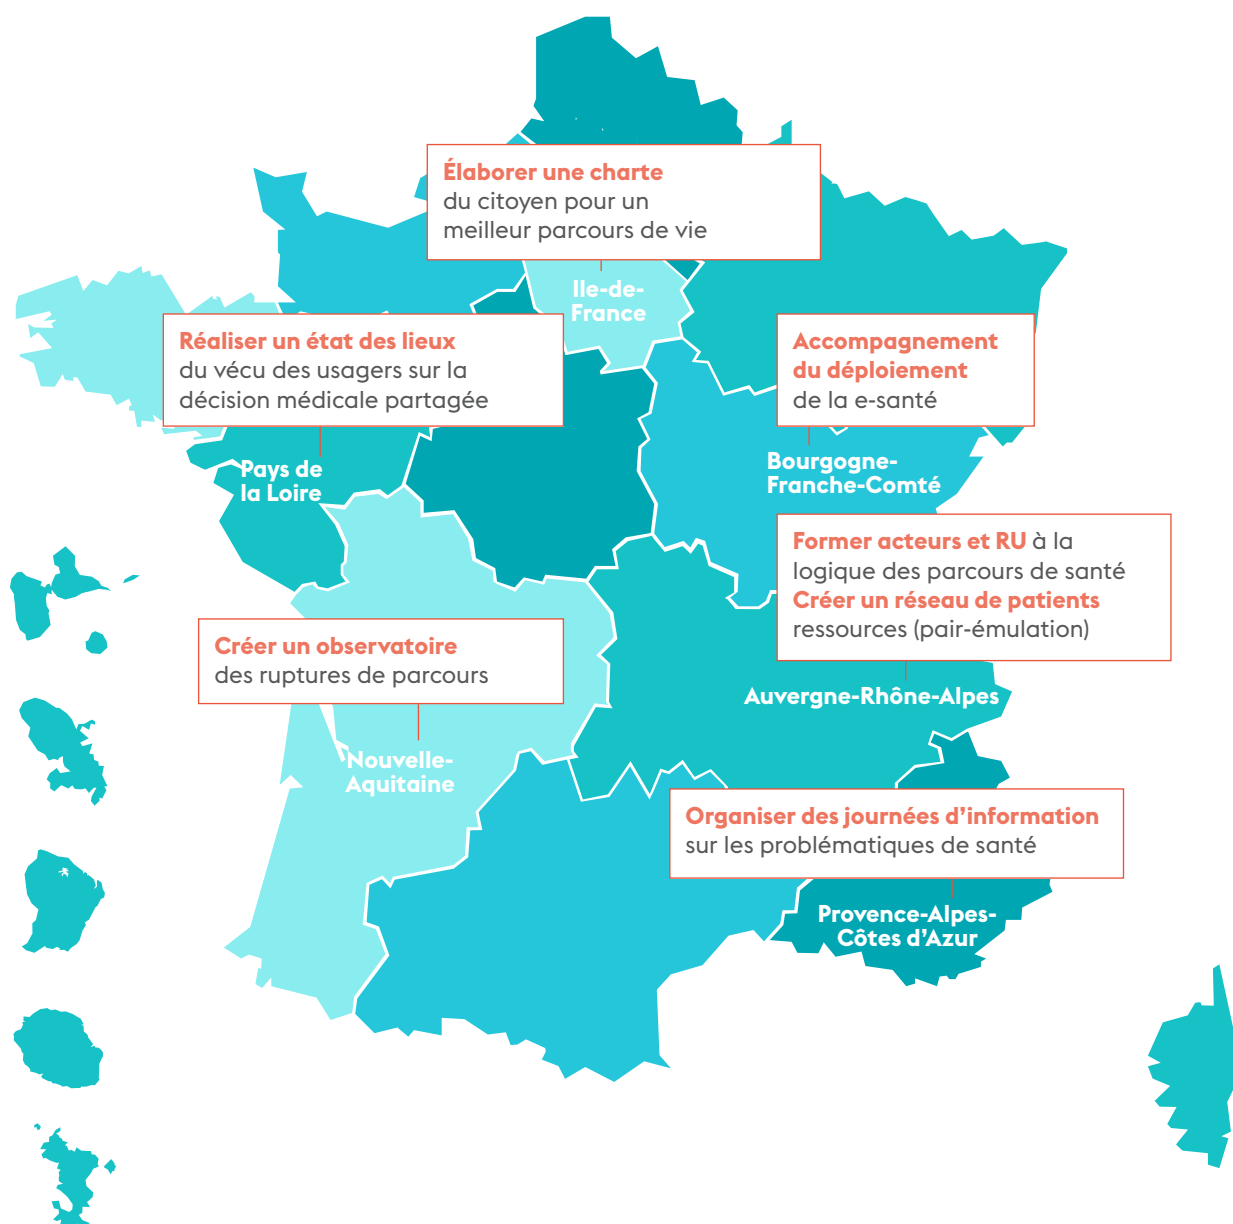 Élaborer une charte
du citoyen pour un
meilleur parcours de vie
Ile-de-
France
Réaliser un état des lieux
du vécu des usagers sur la
décision médicale partagée
Pays de
la Loire
Accompagnement
du déploiement
de la e-santé
Bourgogne-
Franche-Comté
Former acteurs et RU à la
logique des parcours de santé
Créer un réseau de patients
ressources (pair-émulation)
Auvergne-Rhône-Alpes
Créer un observatoire
des ruptures de parcours
Nouvelle-
Aquitaine
Organiser des journées d’information
sur les problématiques de santé
Provence-Alpes-
Côtes d’Azur